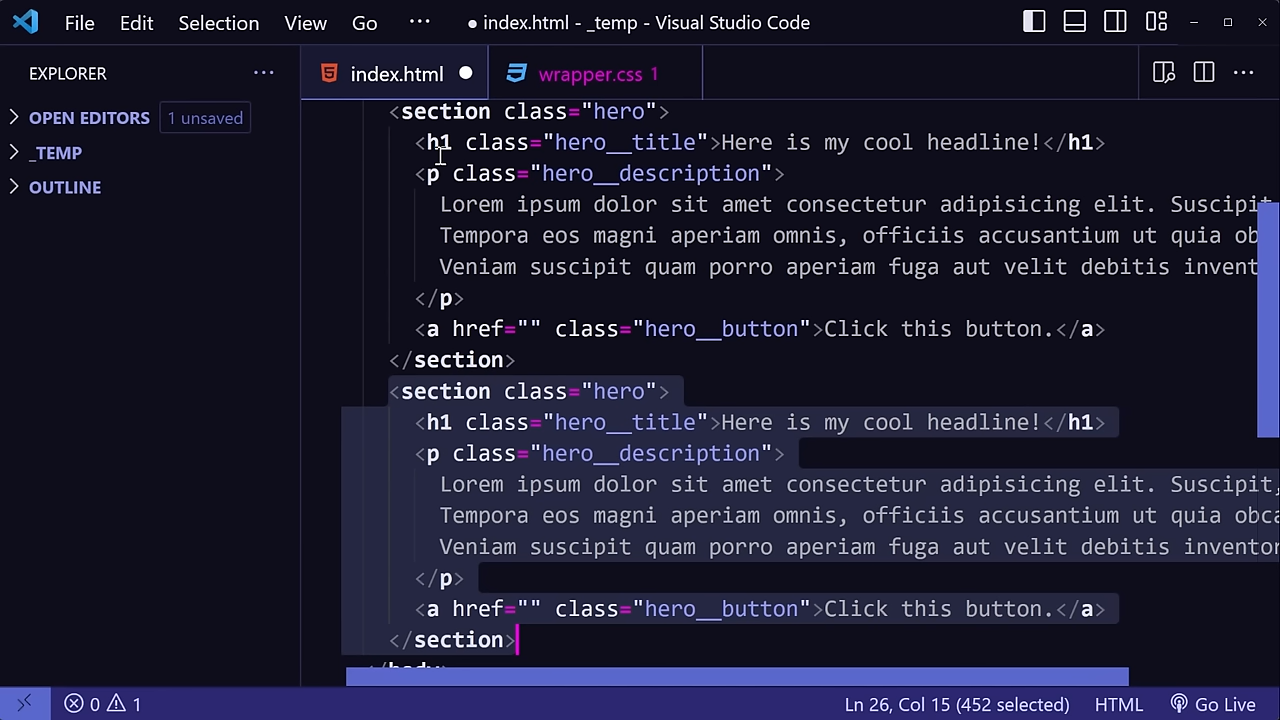 File Edit Selection View Go ··· ● index.html - _temp - Visual Studio Code
EXPLORER ···
index.html ●
wrapper.css 1
OPEN EDITORS 1 unsaved
_TEMP
OUTLINE
<section class="hero">
<h1 class="hero__title">Here is my cool headline!</h1>
<p class="hero__description">
Lorem ipsum dolor sit amet consectetur adipisicing elit. Suscipit
Tempora eos magni aperiam omnis, officiis accusantium ut quia ob
Veniam suscipit quam porro aperiam fuga aut velit debitis invent
</p>
<a href="" class="hero__button">Click this button.</a>
</section>
<section class="hero">
<h1 class="hero__title">Here is my cool headline!</h1>
<p class="hero__description">
Lorem ipsum dolor sit amet consectetur adipisicing elit. Suscipit,
Tempora eos magni aperiam omnis, officiis accusantium ut quia obca
Veniam suscipit quam porro aperiam fuga aut velit debitis inventor
</p>
<a href="" class="hero__button">Click this button.</a>
</section>
</body>
0 1 Ln 26, Col 15 (452 selected) HTML Go Live